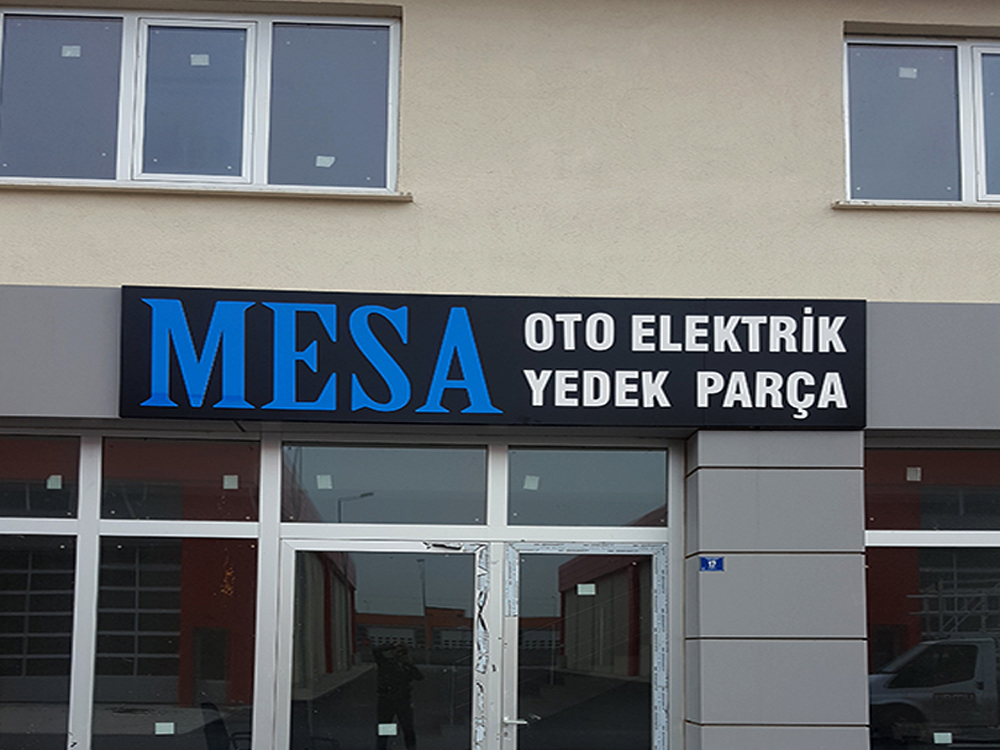 MESA
OTO ELEKTRİK
YEDEK PARÇA